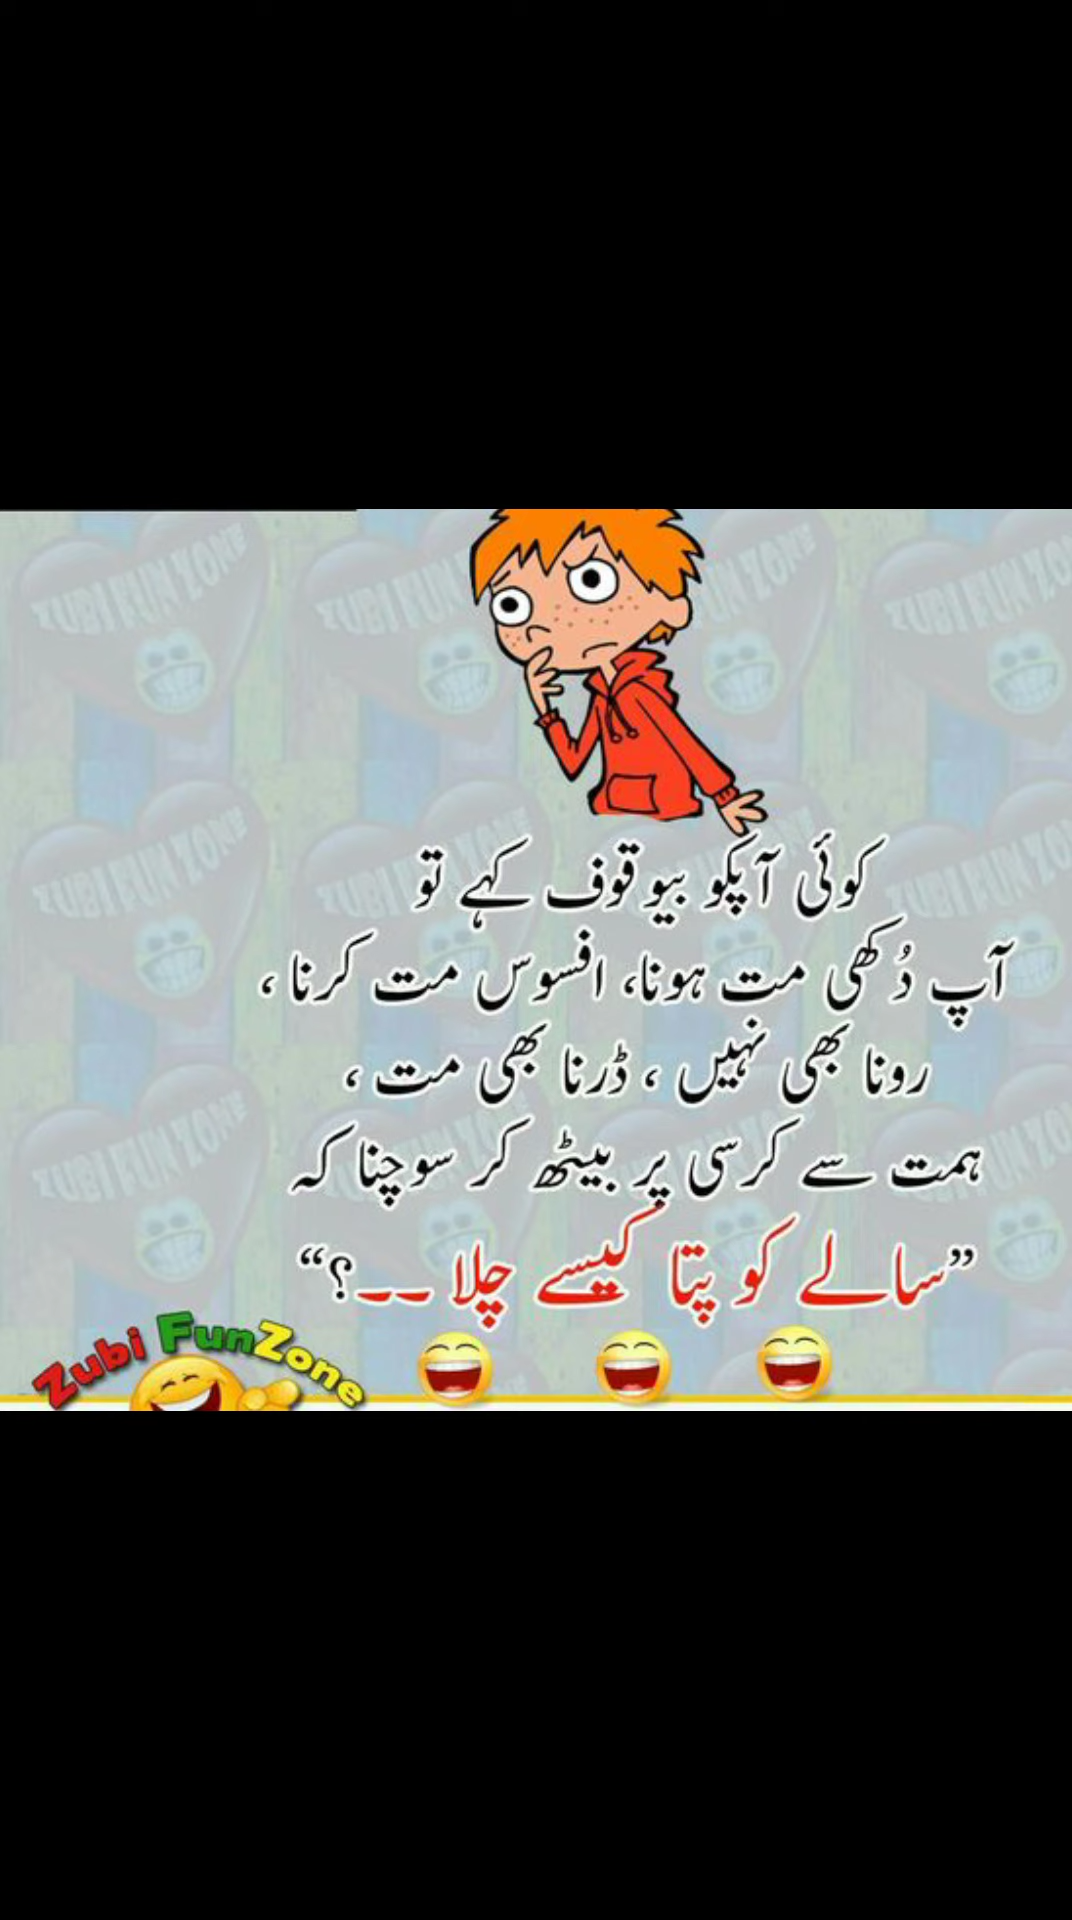 کوئی آپکو بیوقوف کہے تو
آپ دُکھی مت ہونا، افسوس مت کرنا ،
رونا بھی نہیں ، ڈرنا بھی مت ،
ہمت سے کرسی پر بیٹھ کر سوچنا کہ
”سالے کو پتا کیسے چلا ۔۔؟“
Zubi FunZone